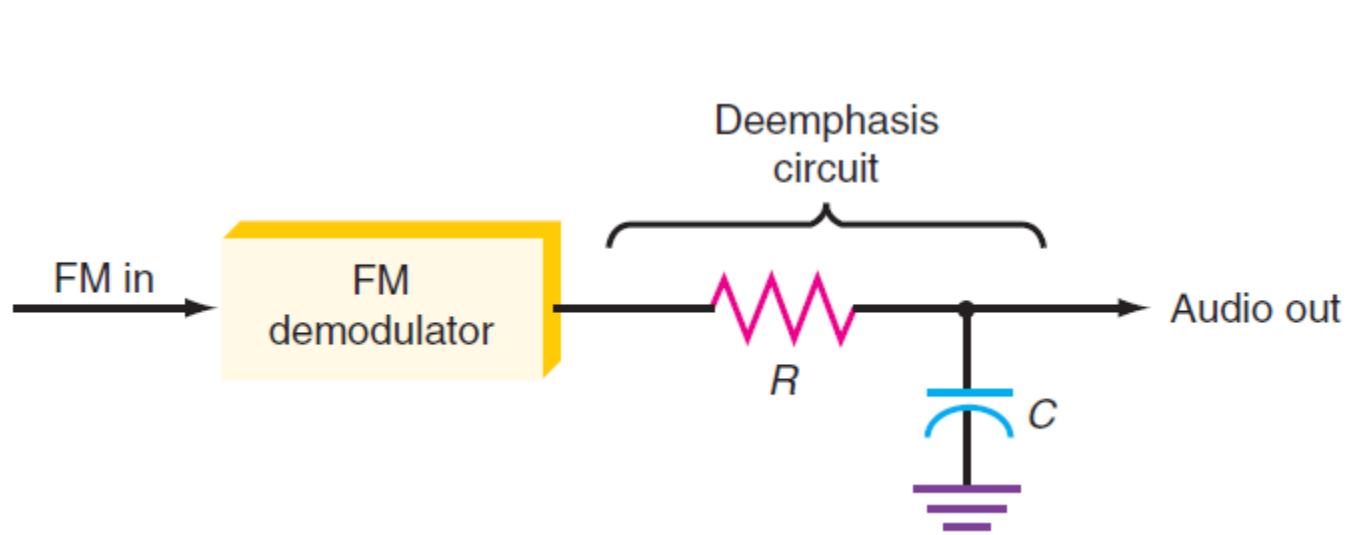 Deemphasis
circuit
FM in
FM
demodulator
Audio out
R
C